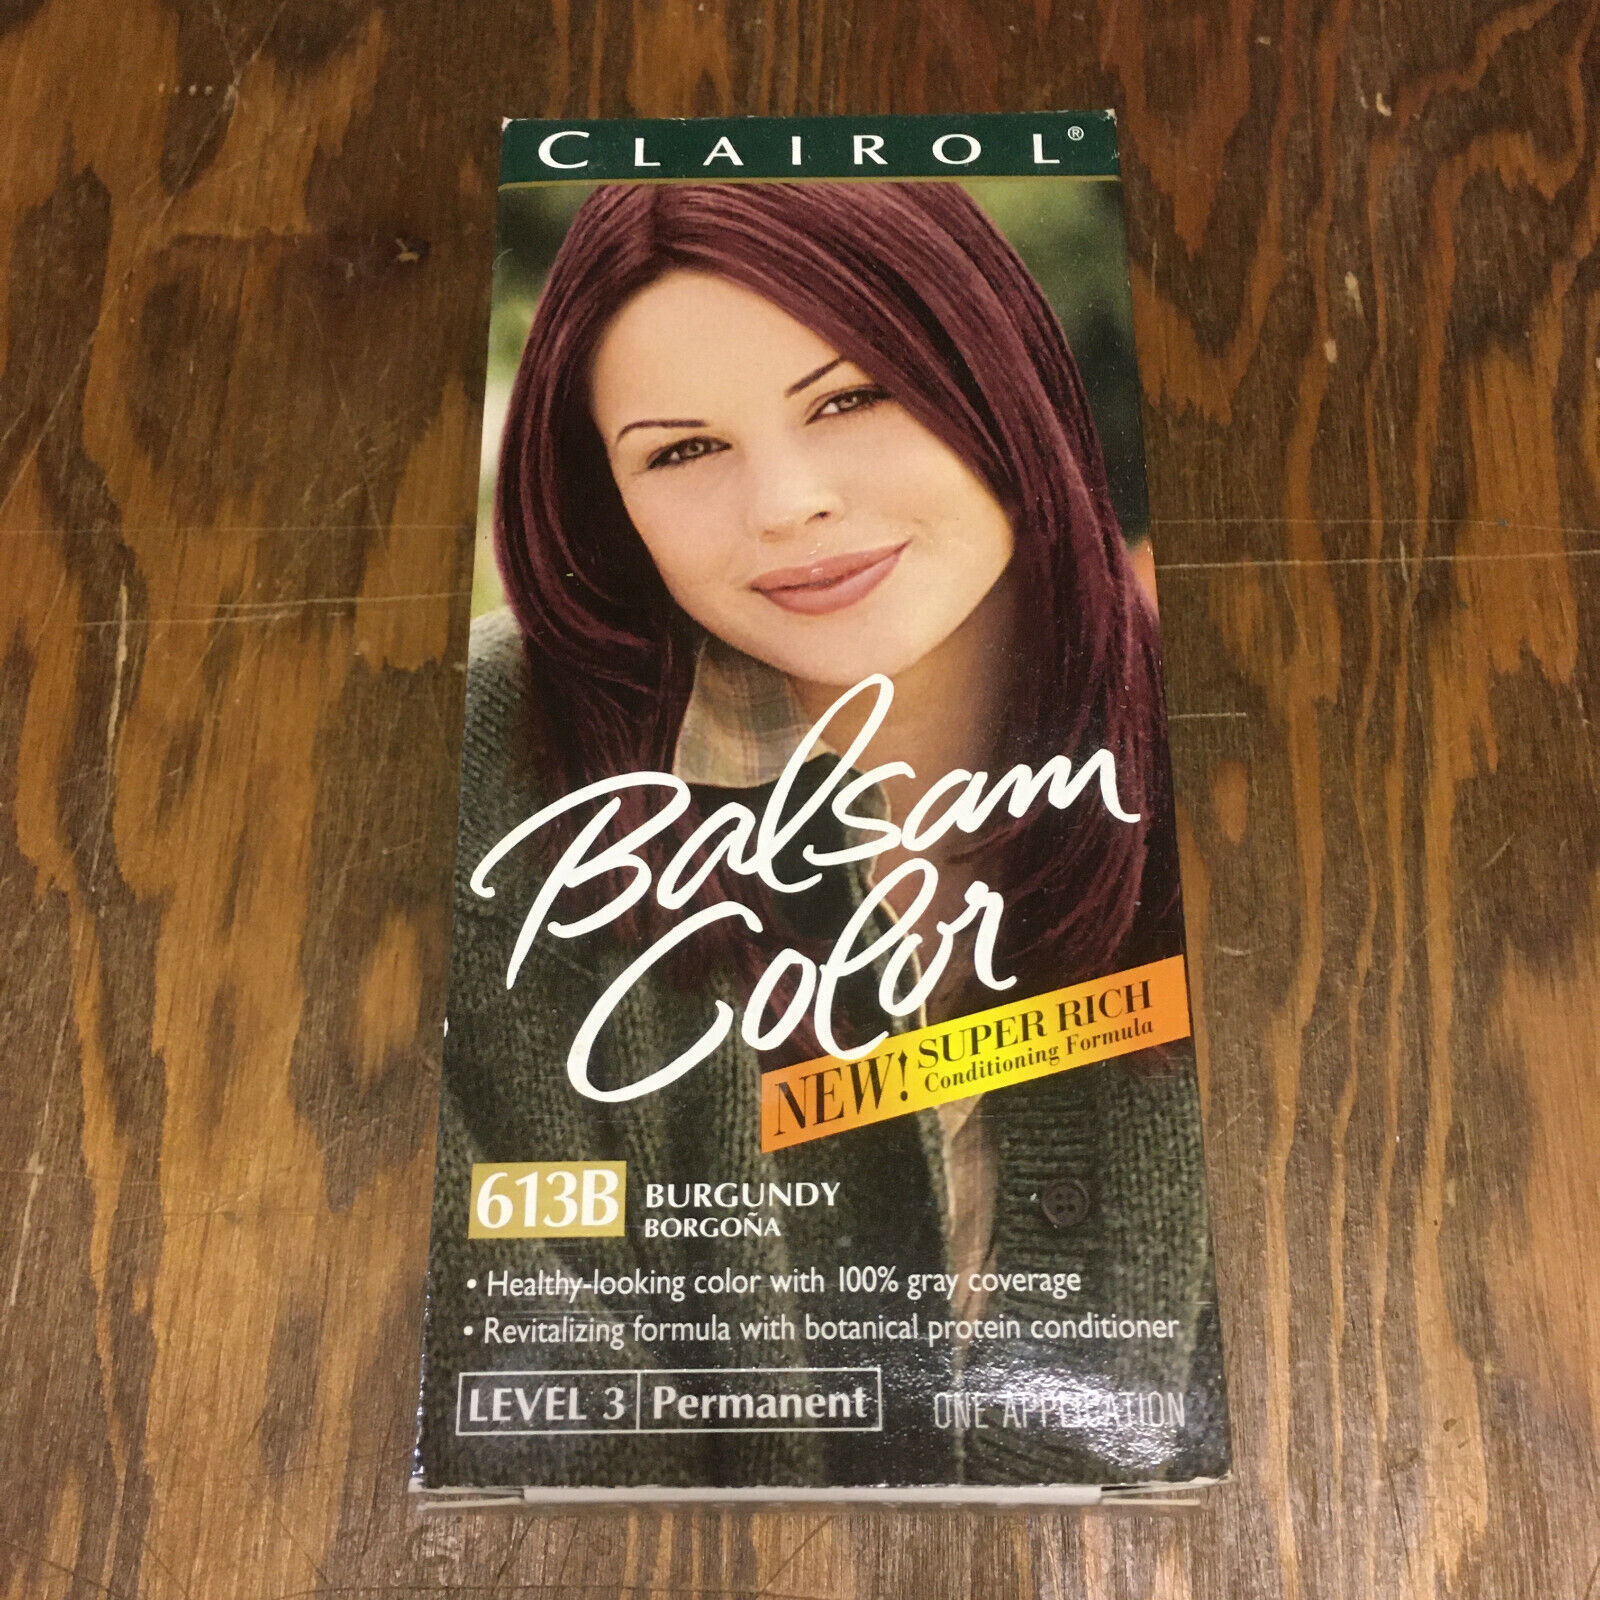 CLAIROL®
Balsam
Color
NEW! SUPER RICH
Conditioning Formula
613B BURGUNDY
BORGOÑA
• Healthy-looking color with 100% gray coverage
• Revitalizing formula with botanical protein conditioner
LEVEL 3 Permanent ONE APPLICATION